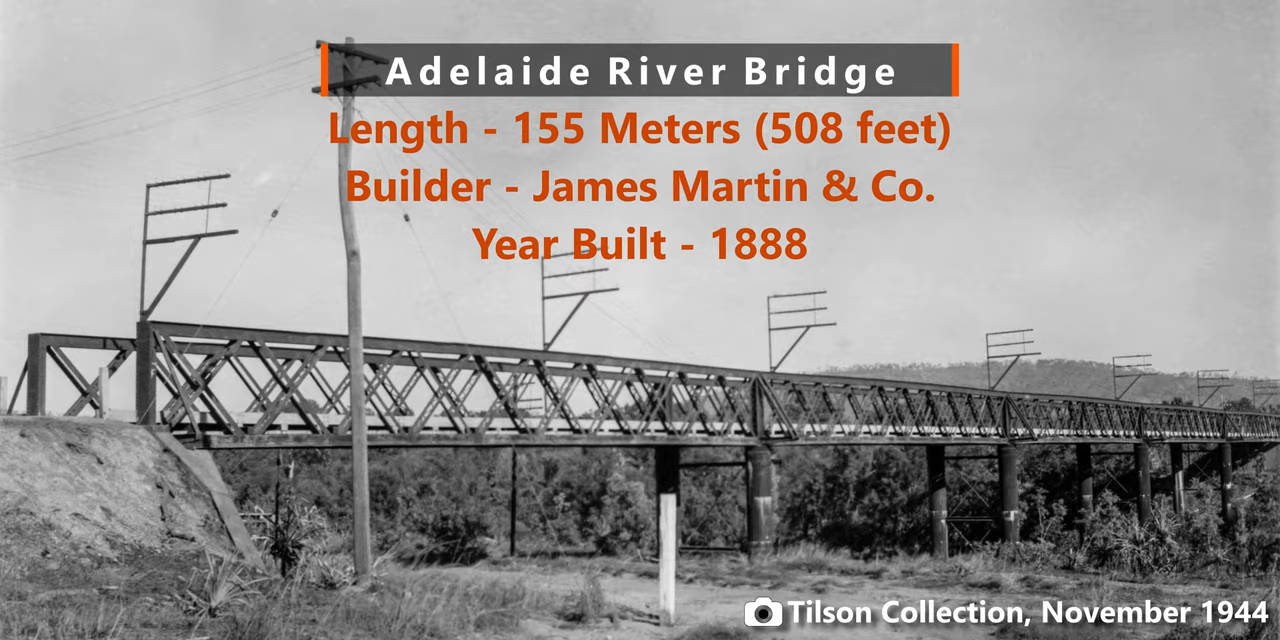 Adelaide River Bridge
Length - 155 Meters (508 feet)
Builder - James Martin & Co.
Year Built - 1888
Tilson Collection, November 1944